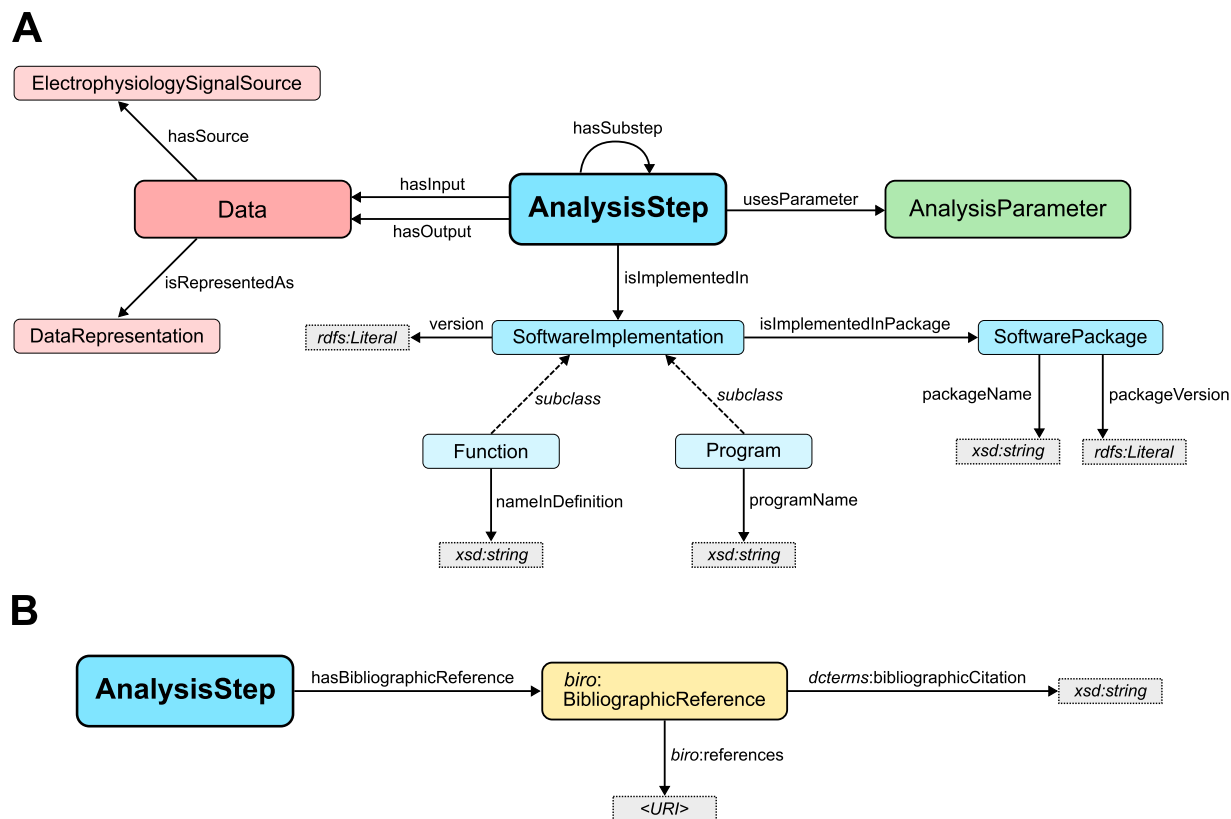 A
ElectrophysiologySignalSource
hasSource
hasSubstep
Data
hasInput
hasOutput
AnalysisStep
usesParameter
AnalysisParameter
isRepresentedAs
isImplementedIn
DataRepresentation
rdfs:Literal
version
SoftwareImplementation
isImplementedInPackage
SoftwarePackage
subclass
subclass
packageName
packageVersion
Function
Program
xsd:string
rdfs:Literal
nameInDefinition
programName
xsd:string
xsd:string
B
AnalysisStep
hasBibliographicReference
biro:
BibliographicReference
dcterms:bibliographicCitation
xsd:string
biro:references
<URI>